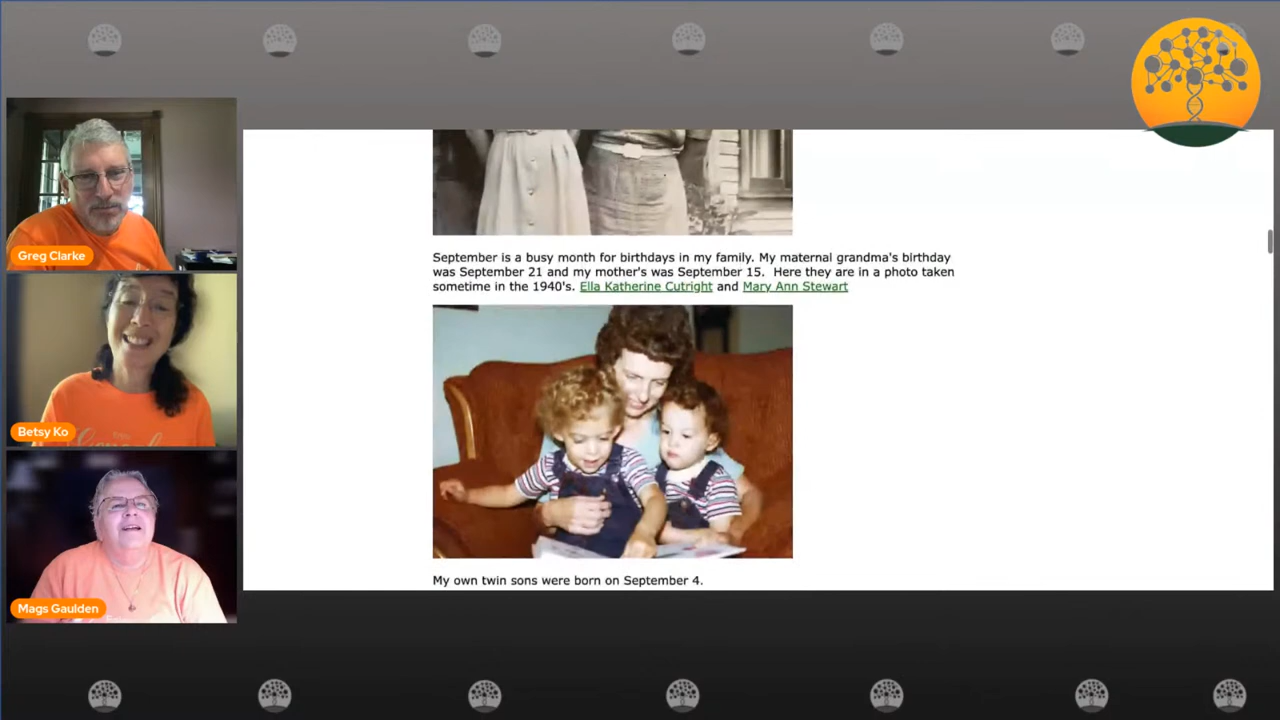 Greg Clarke
Betsy Ko
Mags Gaulden
September is a busy month for birthdays in my family. My maternal grandma's birthday
was September 21 and my mother's was September 15.  Here they are in a photo taken
sometime in the 1940's. Ella Katherine Cutright and Mary Ann Stewart
My own twin sons were born on September 4.